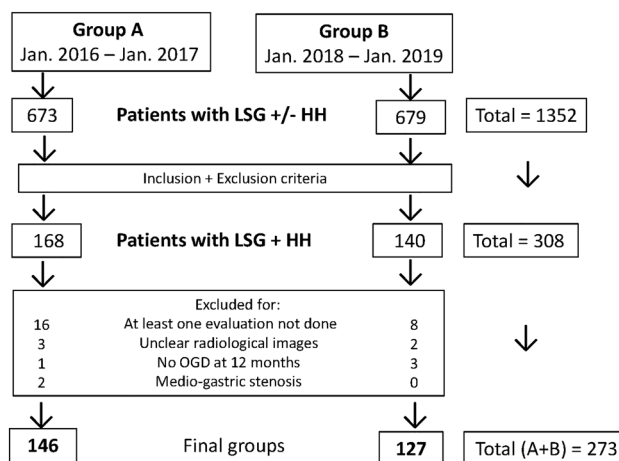 Group A Group B
Jan. 2016 – Jan. 2017 Jan. 2018 – Jan. 2019
673 Patients with LSG +/- HH 679 Total = 1352
Inclusion + Exclusion criteria
168 Patients with LSG + HH 140 Total = 308
Excluded for:
16 At least one evaluation not done 8
3 Unclear radiological images 2
1 No OGD at 12 months 3
2 Medio-gastric stenosis 0
146 Final groups 127 Total (A+B) = 273